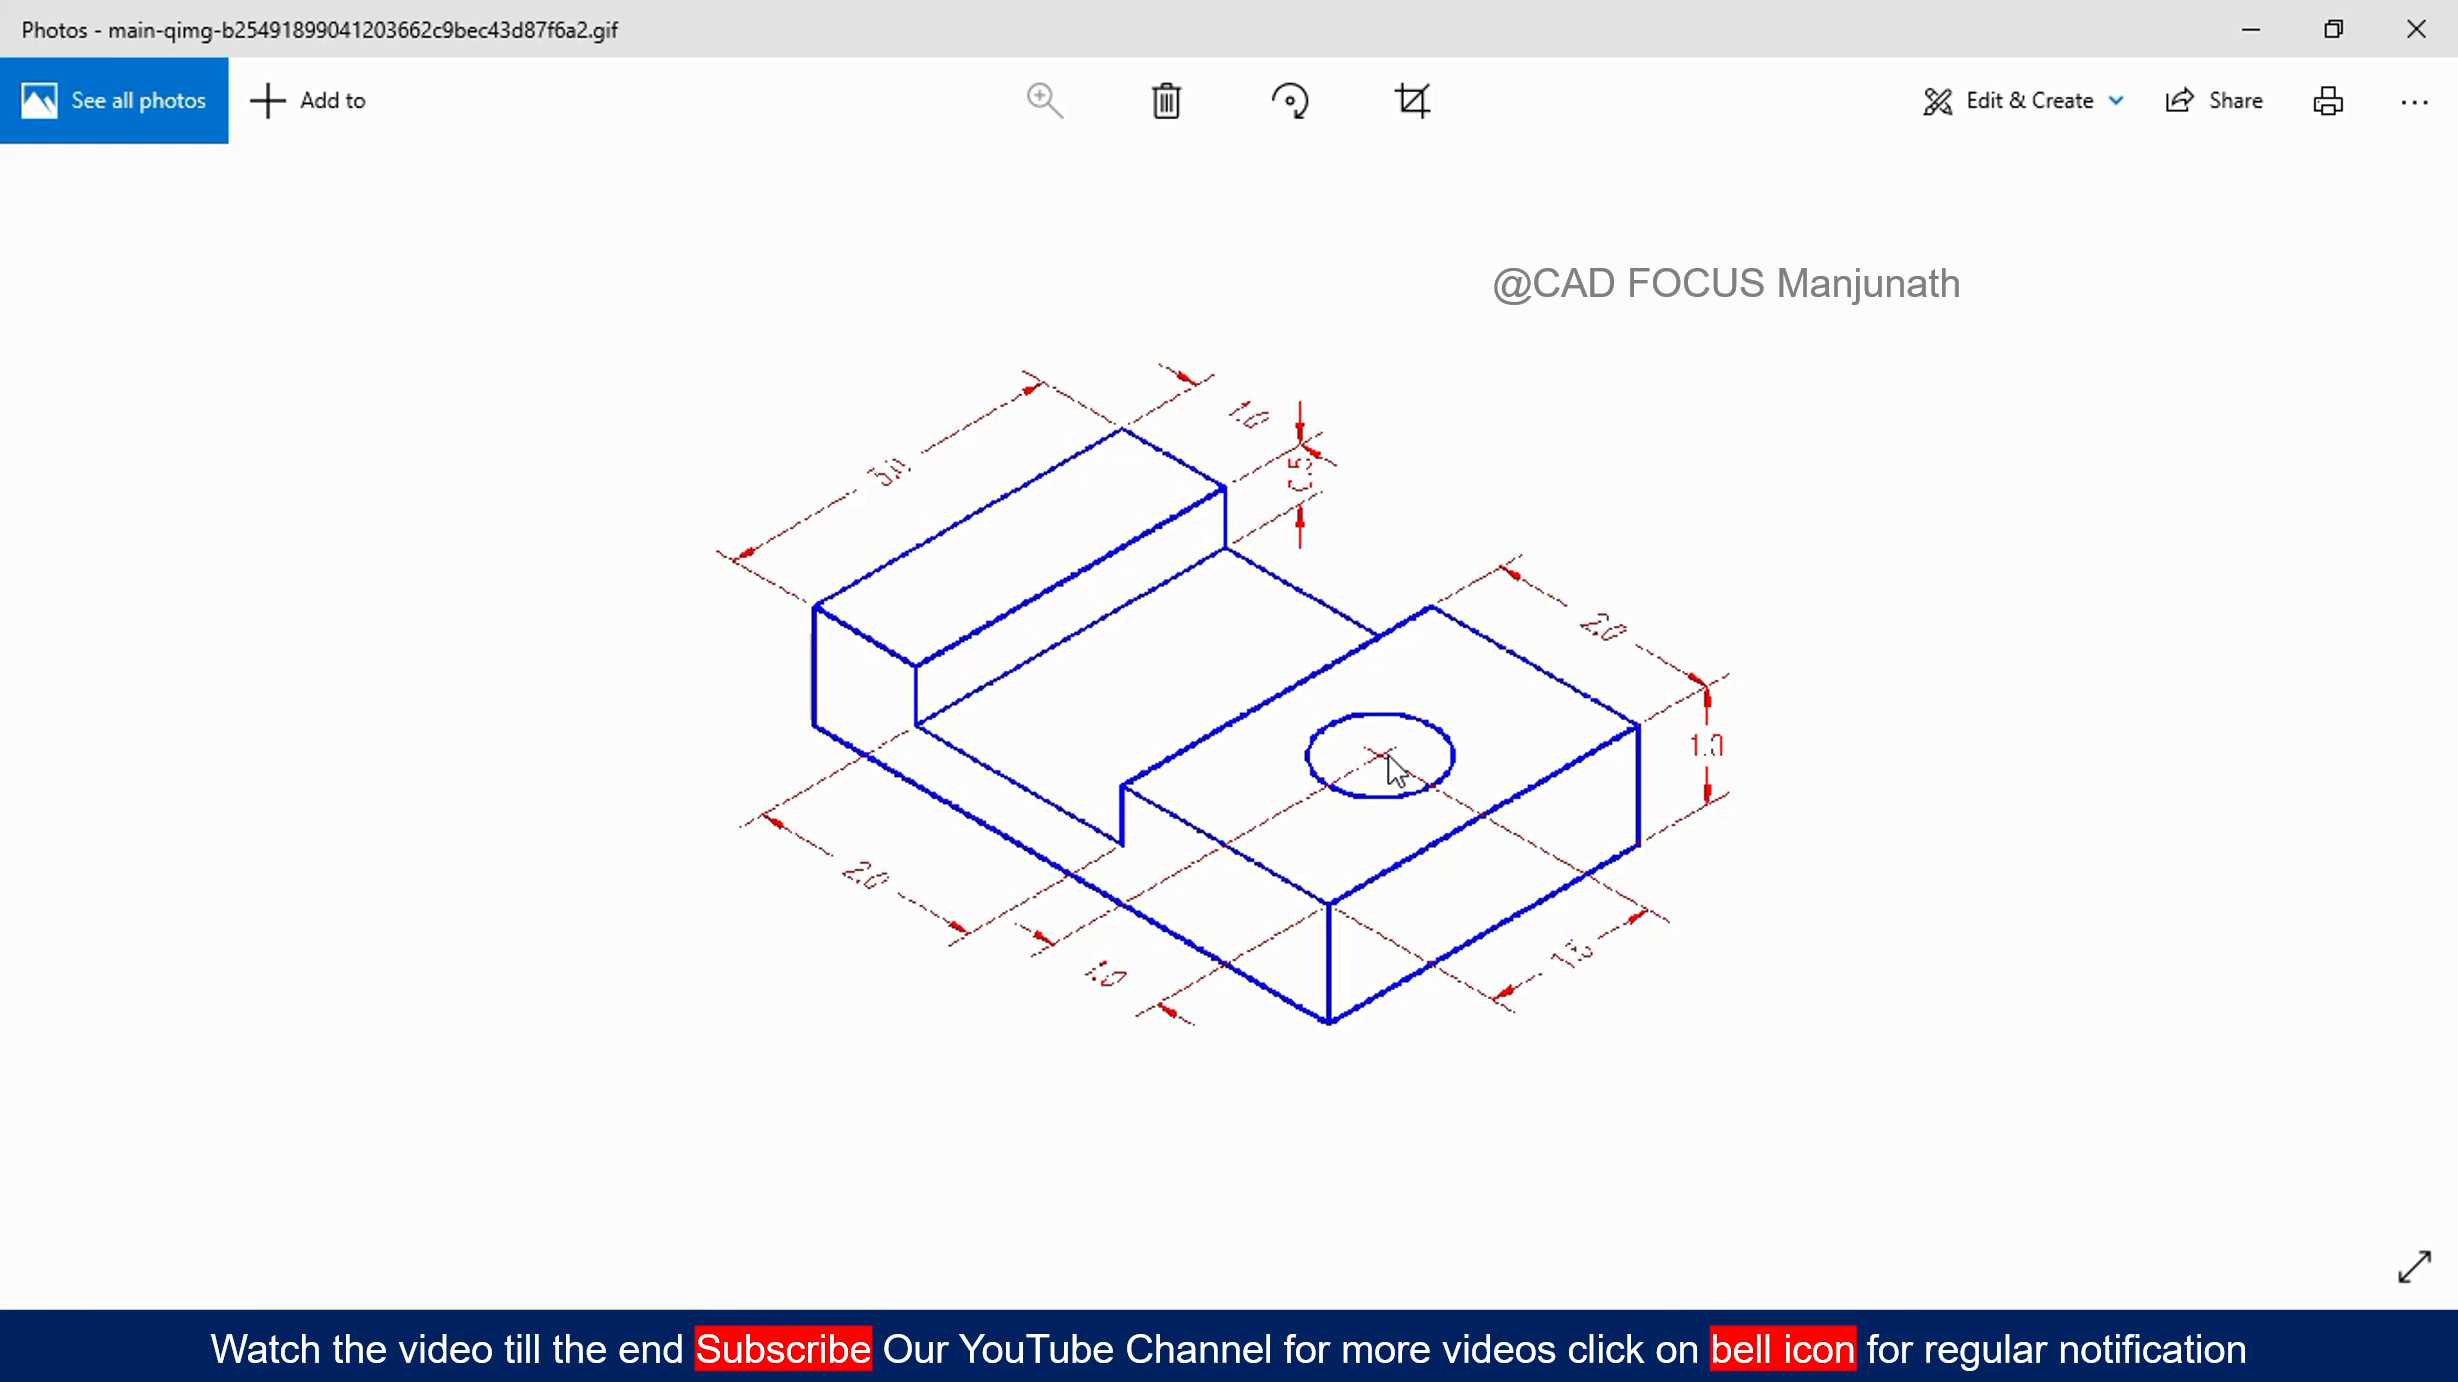 Photos - main-qimg-b25491899041203662c9bec43d87f6a2.gif
See all photos
Add to
Edit & Create
Share
@CAD FOCUS Manjunath
1.0
3.0
0.5
2.0
1.0
2.0
1.5
1.0
Watch the video till the end Subscribe Our YouTube Channel for more videos click on bell icon for regular notification